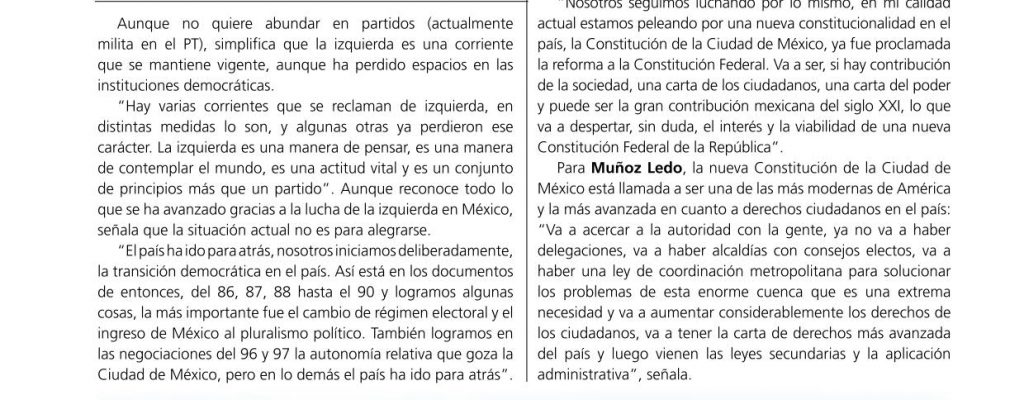 Aunque no quiere abundar en partidos (actualmente
milita en el PT), simplifica que la izquierda es una corriente
que se mantiene vigente, aunque ha perdido espacios en las
instituciones democráticas.
"Hay varias corrientes que se reclaman de izquierda, en
distintas medidas lo son, y algunas otras ya perdieron ese
carácter. La izquierda es una manera de pensar, es una manera
de contemplar el mundo, es una actitud vital y es un conjunto
de principios más que un partido". Aunque reconoce todo lo
que se ha avanzado gracias a la lucha de la izquierda en México,
señala que la situación actual no es para alegrarse.
"El país ha ido para atrás, nosotros iniciamos deliberadamente,
la transición democrática en el país. Así está en los documentos
de entonces, del 86, 87, 88 hasta el 90 y logramos algunas
cosas, la más importante fue el cambio de régimen electoral y el
ingreso de México al pluralismo político. También logramos en
las negociaciones del 96 y 97 la autonomía relativa que goza la
Ciudad de México, pero en lo demás el país ha ido para atrás".
"Nosotros seguimos luchando por lo mismo, en mi calidad
actual estamos peleando por una nueva constitucionalidad en el
país, la Constitución de la Ciudad de México, ya fue proclamada
la reforma a la Constitución Federal. Va a ser, si hay contribución
de la sociedad, una carta de los ciudadanos, una carta del poder
y puede ser la gran contribución mexicana del siglo XXI, lo que
va a despertar, sin duda, el interés y la viabilidad de una nueva
Constitución Federal de la República".
Para Muñoz Ledo, la nueva Constitución de la Ciudad de
México está llamada a ser una de las más modernas de América
y la más avanzada en cuanto a derechos ciudadanos en el país:
"Va a acercar a la autoridad con la gente, ya no va a haber
delegaciones, va a haber alcaldías con consejos electos, va a
haber una ley de coordinación metropolitana para solucionar
los problemas de esta enorme cuenca que es una extrema
necesidad y va a aumentar considerablemente los derechos de
los ciudadanos, va a tener la carta de derechos más avanzada
del país y luego vienen las leyes secundarias y la aplicación
administrativa", señala.